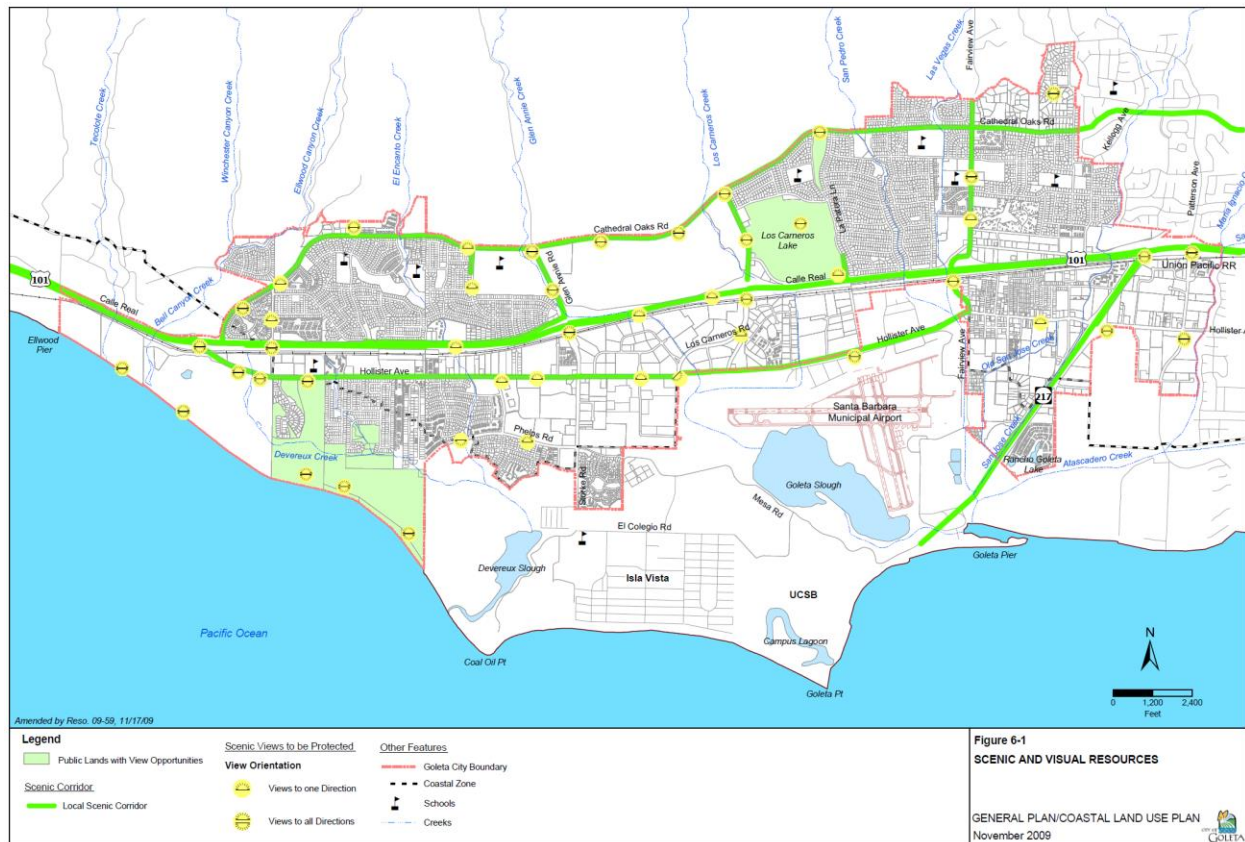 Tecolote Creek
Winchester Canyon Creek
Ellwood Canyon Creek
El Encanto Creek
Glen Annie Creek
Los Carneros Creek
San Pedro Creek
Las Vegas Creek
Fairview Ave
Cathedral Oaks Rd
Kellogg Ave
Patterson Ave
Maria Ignacio C
Cathedral Oaks Rd
Los Carneros
Lake
La Patera Ln
101
Calle Real
Bell Canyon Creek
Glen Annie Rd
Calle Real
101
Union Pacific RR
Ellwood
Pier
Los Carneros Rd
Hollister Ave
Fairview Ave
Old San Jose Creek
Hollister A
Hollister Ave
217
Santa Barbara
Municipal Airport
Phelps Rd
Devereux Creek
Storke Rd
San Jose Creek
Rancho Goleta
Lake
Atascadero Creek
Goleta Slough
Mesa Rd
El Colegio Rd
Goleta Pier
Devereux Slough
Isla Vista
UCSB
Campus Lagoon
Pacific Ocean
Coal Oil Pt
Goleta Pt
N
0 1,200 2,400
Feet
Amended by Reso. 09-59, 11/17/09
Legend
Public Lands with View Opportunities
Scenic Corridor
Local Scenic Corridor
Scenic Views to be Protected
View Orientation
Views to one Direction
Views to all Directions
Other Features
Goleta City Boundary
Coastal Zone
Schools
Creeks
Figure 6-1
SCENIC AND VISUAL RESOURCES
GENERAL PLAN/COASTAL LAND USE PLAN
November 2009
CITY OF
GOLETA